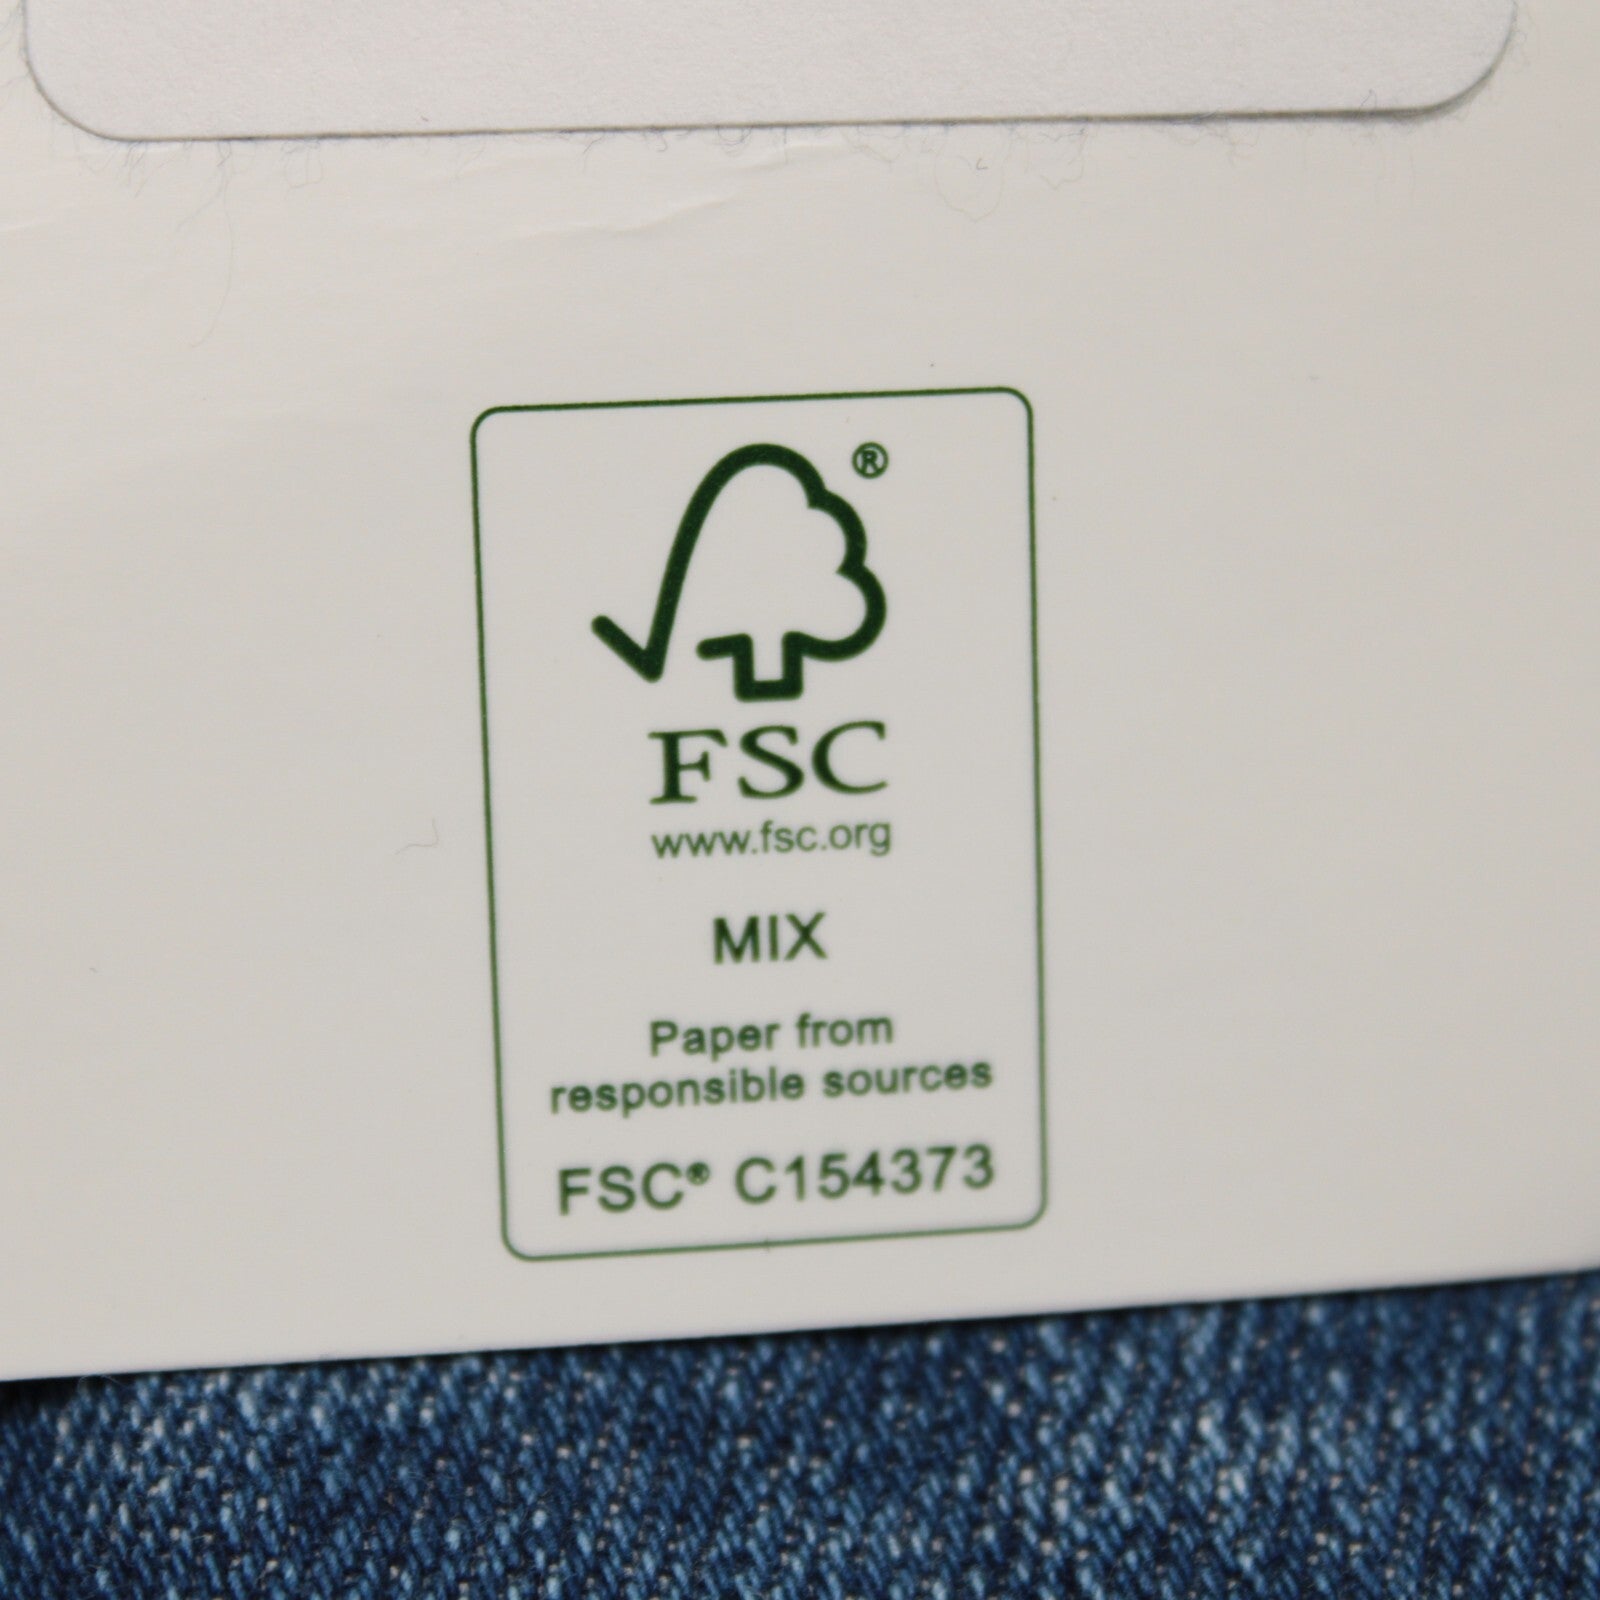 ®
FSC
www.fsc.org
MIX
Paper from
responsible sources
FSC® C154373